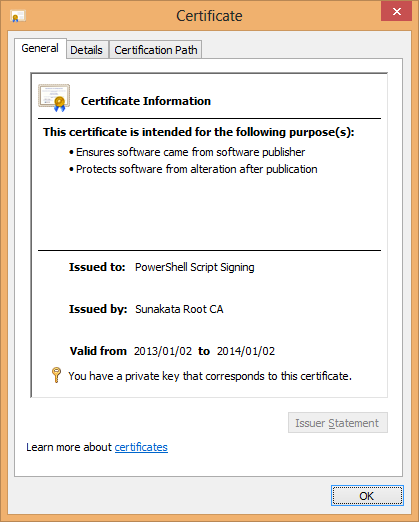 Certificate
General Details Certification Path
Certificate Information
This certificate is intended for the following purpose(s):
• Ensures software came from software publisher
• Protects software from alteration after publication
Issued to: PowerShell Script Signing
Issued by: Sunakata Root CA
Valid from 2013/01/02 to 2014/01/02
You have a private key that corresponds to this certificate.
Issuer Statement
Learn more about certificates
OK